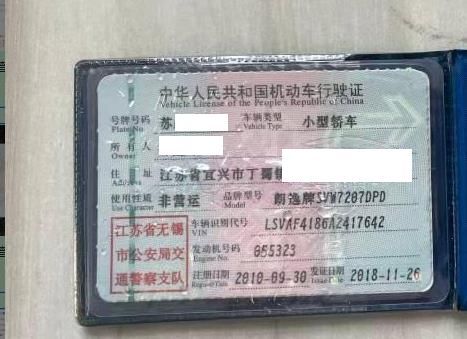 中华人民共和国机动车行驶证
Vehicle License of the People's Republic of China
号牌号码 苏 车辆类型 小型轿车
Plate No. Vehicle Type
所有人
Owner
住址 江苏省宜兴市丁蜀镇
Address
使用性质 非营运 品牌型号 朗逸牌SVW7207DPD
Use Character Model
江苏省无锡 车辆识别代号 LSVAF4186A2417642
VIN
市公安局交 发动机号码 055323
Engine No.
通警察支队 注册日期 2010-09-30 发证日期 2018-11-26
Register Date Issue Date